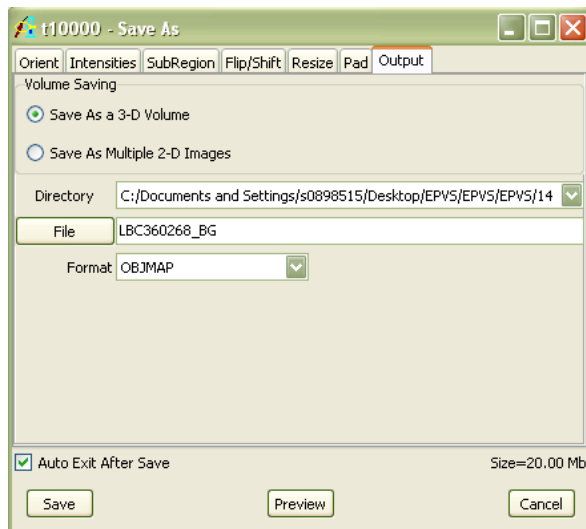 t10000 - Save As
Orient Intensities SubRegion Flip/Shift Resize Pad Output
Volume Saving
Save As a 3-D Volume
Save As Multiple 2-D Images
Directory C:/Documents and Settings/s0898515/Desktop/EPVS/EPVS/EPVS/14
File LBC360268_BG
Format OBJMAP
Auto Exit After Save Size=20.00 Mb
Save Preview Cancel